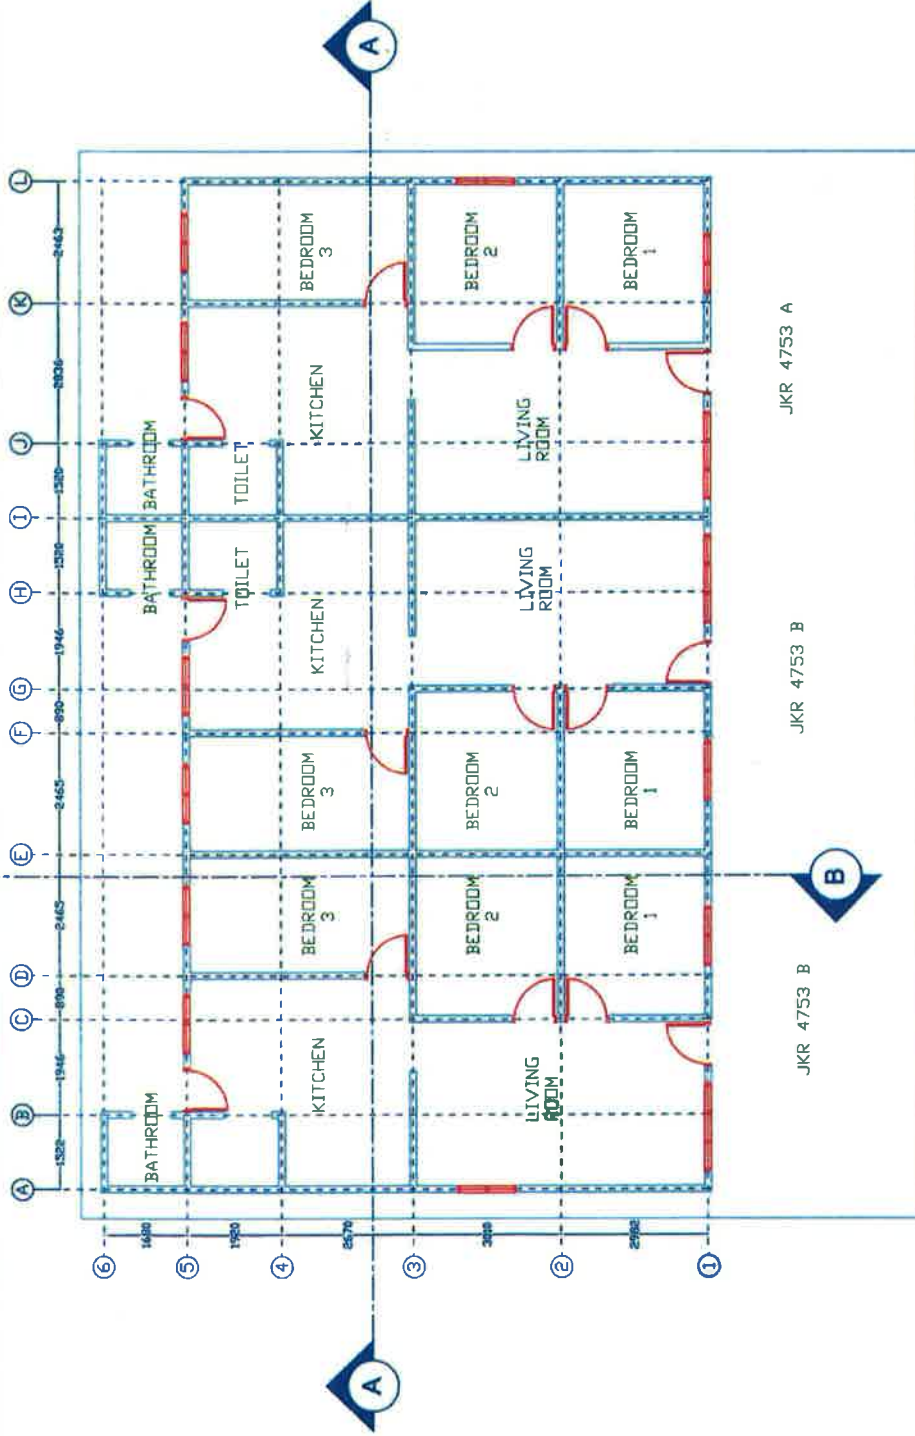 A
B
C
D
E
F
G
H
I
J
K
L
1522
1946
890
2465
2465
890
1946
1520
1520
2836
2463
6
5
4
3
2
1
1680
1920
2670
3010
2982
BATHROOM
BATHROOM
BATHROOM
TOILET
TOILET
KITCHEN
KITCHEN
KITCHEN
BEDROOM
3
BEDROOM
3
BEDROOM
3
A
A
LIVING
ROOM
BEDROOM
2
BEDROOM
2
LIVING
ROOM
LIVING
ROOM
BEDROOM
2
BEDROOM
1
BEDROOM
1
BEDROOM
1
JKR 4753 B
JKR 4753 B
JKR 4753 A
B